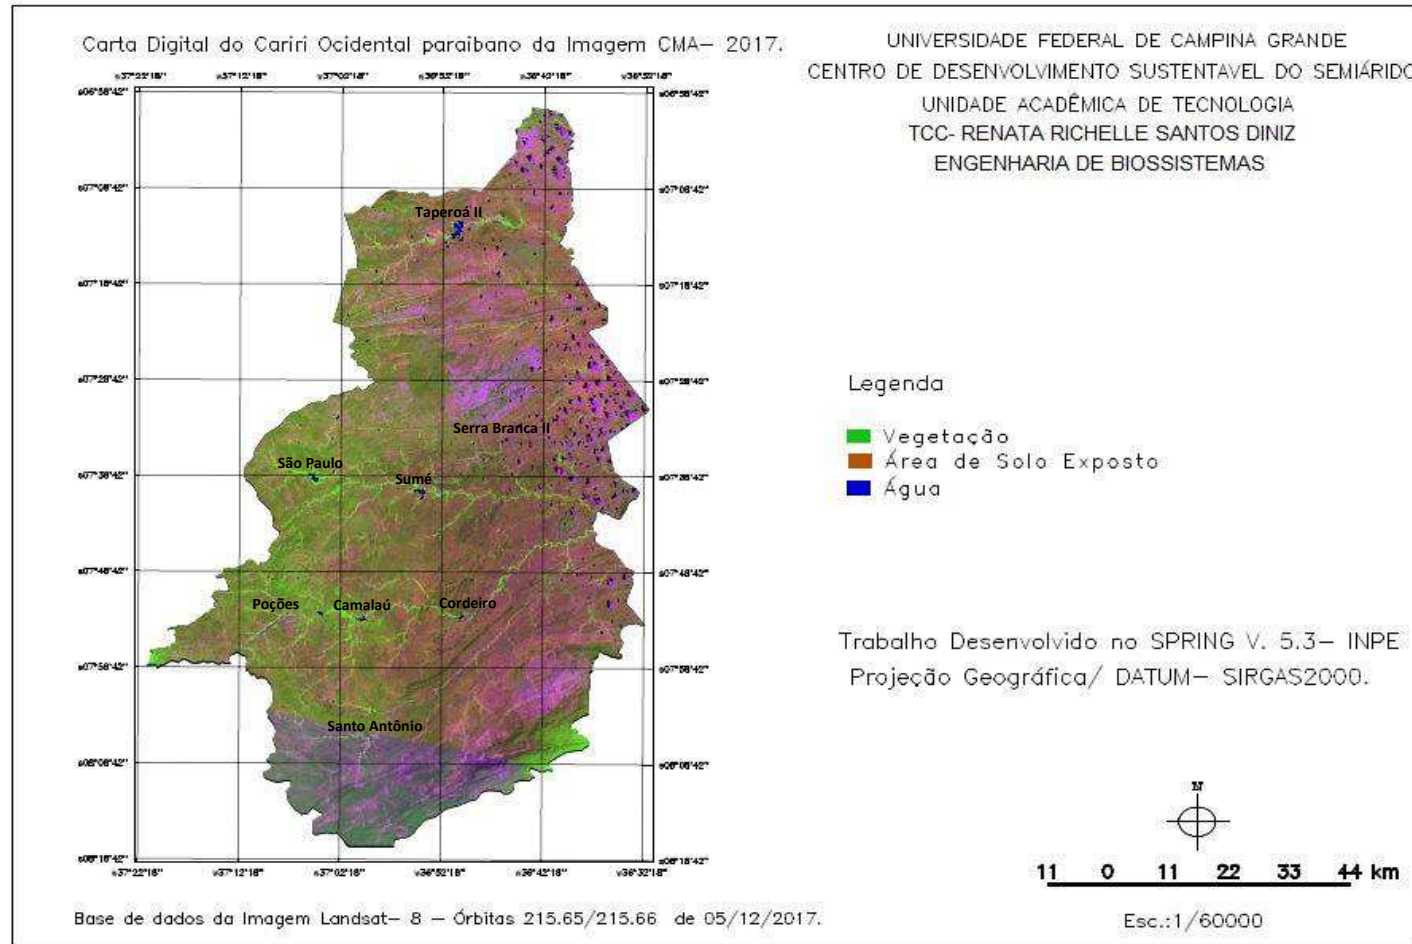 Carta Digital do Cariri Ocidental paraibano da Imagem CMA– 2017.
UNIVERSIDADE FEDERAL DE CAMPINA GRANDE
CENTRO DE DESENVOLVIMENTO SUSTENTAVEL DO SEMIÁRIDO
UNIDADE ACADÊMICA DE TECNOLOGIA
TCC- RENATA RICHELLE SANTOS DINIZ
ENGENHARIA DE BIOSSISTEMAS
Taperoá II
Serra Branca II
São Paulo
Sumé
Poções
Camalaú
Cordeiro
Santo Antônio
Legenda
Vegetação
Área de Solo Exposto
Água
Trabalho Desenvolvido no SPRING V. 5.3– INPE
Projeção Geográfica/ DATUM– SIRGAS2000.
N
11 0 11 22 33 44 km
Esc.:1/60000
Base de dados da Imagem Landsat– 8 – Órbitas 215.65/215.66 de 05/12/2017.